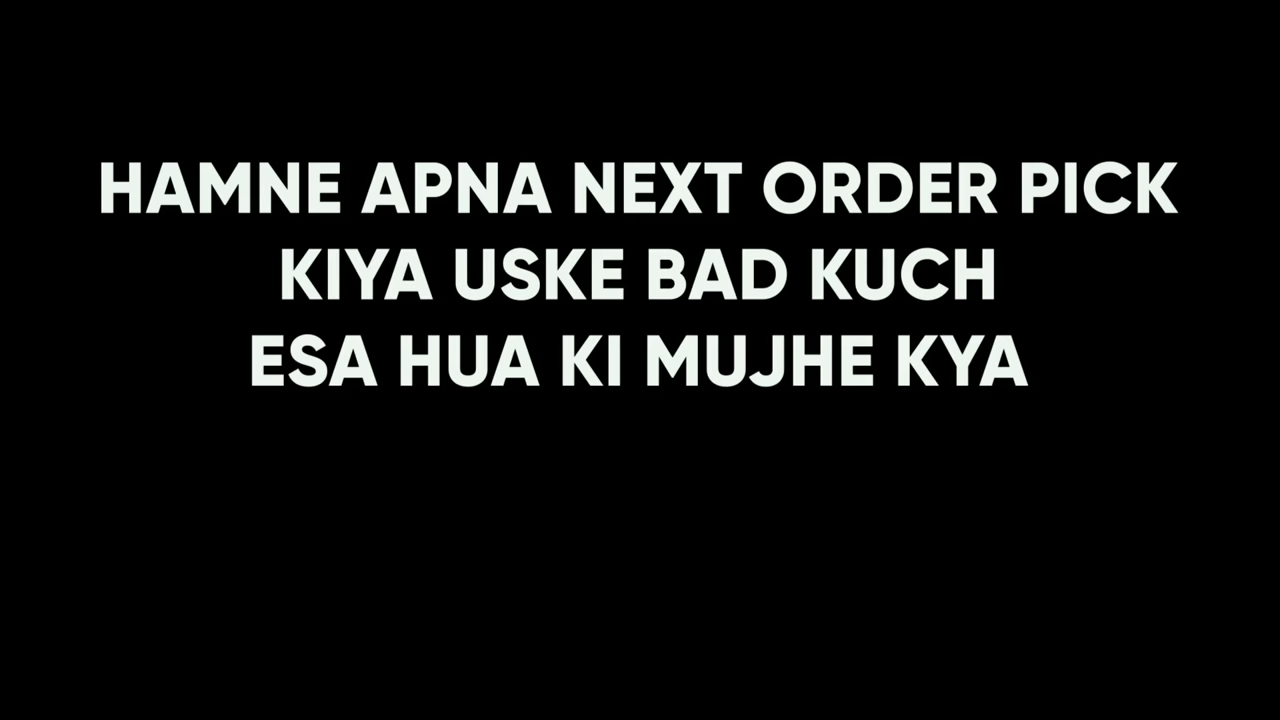 HAMNE APNA NEXT ORDER PICK
KIYA USKE BAD KUCH
ESA HUA KI MUJHE KYA